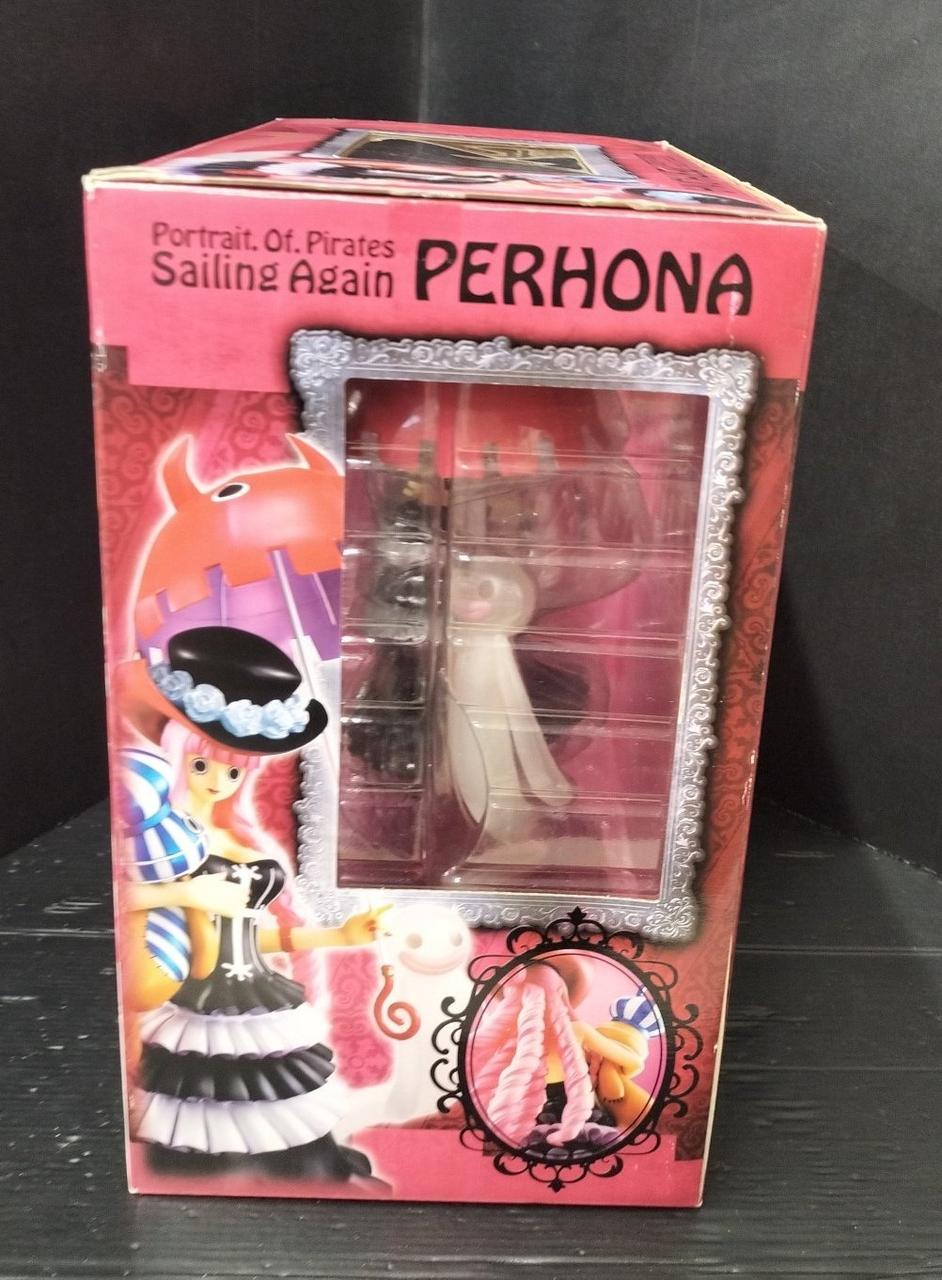 Portrait. Of. Pirates
Sailing Again
PERHONA